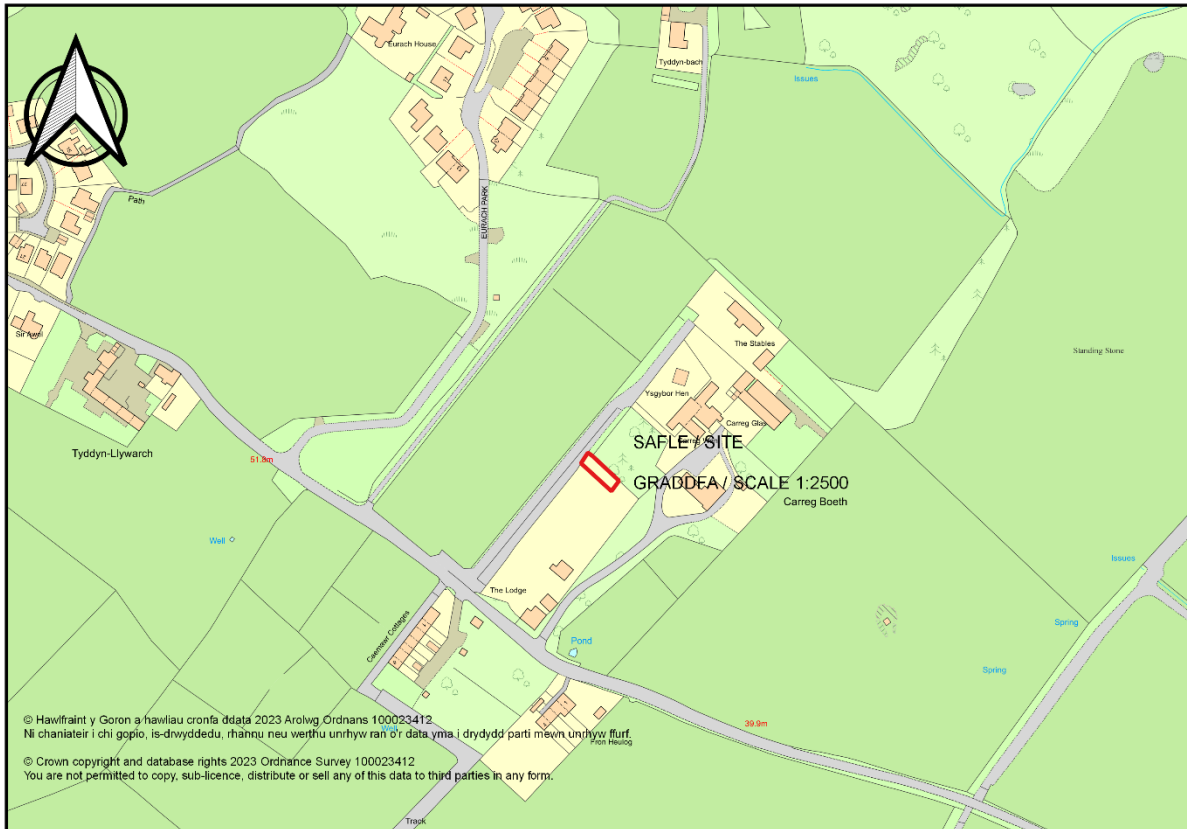 Eurach House
Tyddyn-bach
Issues
Path
EURACH PARK
Standing Stone
Sir Awel
The Stables
Ysgybor Hen
Carreg Glas
SAFLE / SITE
Tyddyn-Llywarch
51.8m
GRADDFA / SCALE 1:2500
Carreg Boeth
Well
Issues
The Lodge
Caemawr Cottages
Pond
Spring
Spring
Well
39.9m
Fron Heulog
© Hawlfraint y Goron a hawliau cronfa ddata 2023 Arolwg Ordnans 100023412
Ni chaniateir i chi gopïo, is-drwyddedu, rhannu neu werthu unrhyw ran o'r data yma i drydydd parti mewn unrhyw ffurf.
© Crown copyright and database rights 2023 Ordnance Survey 100023412
You are not permitted to copy, sub-licence, distribute or sell any of this data to third parties in any form.
Track